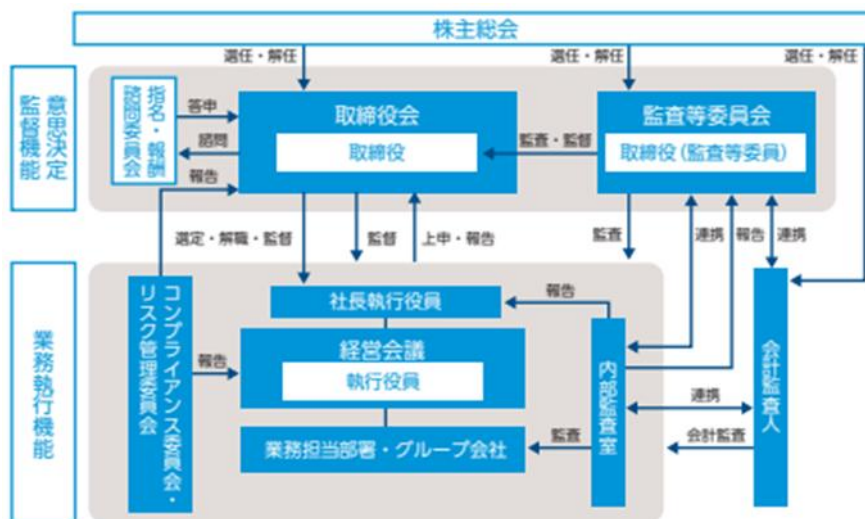 株主総会
選任・解任
選任・解任
選任・解任
意思決定
監督機能
指名・報酬
諮問委員会
答申
諮問
報告
取締役会
取締役
監査・監督
監査等委員会
取締役(監査等委員)
選定・解職・監督
監督
上申・報告
監査
連携
報告
連携
業務執行機能
コンプライアンス委員会・
リスク管理委員会
報告
社長執行役員
報告
経営会議
執行役員
業務担当部署・グループ会社
監査
内部監査室
連携
会計監査
会計監査人